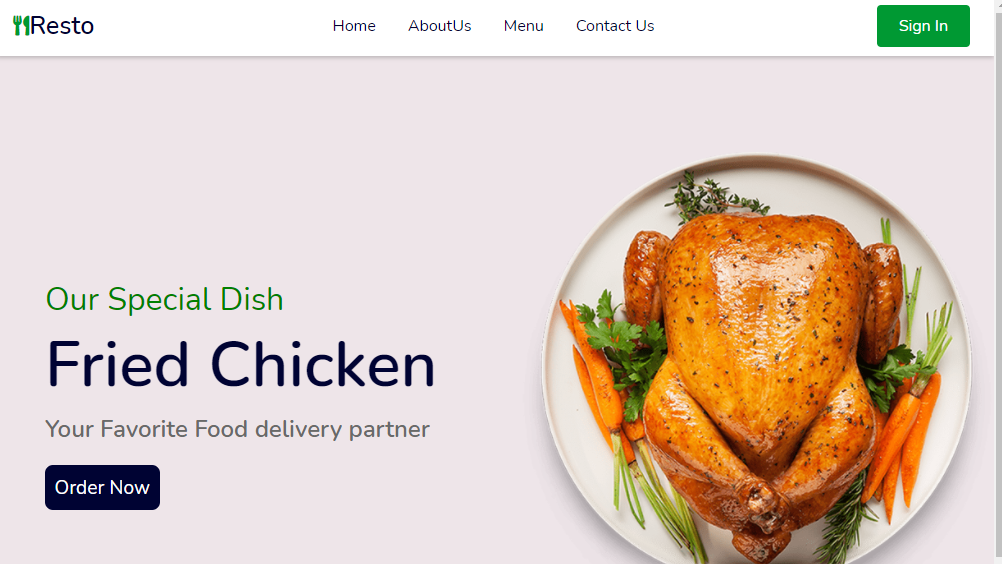 Resto
Home
AboutUs
Menu
Contact Us
Sign In
Our Special Dish
Fried Chicken
Your Favorite Food delivery partner
Order Now